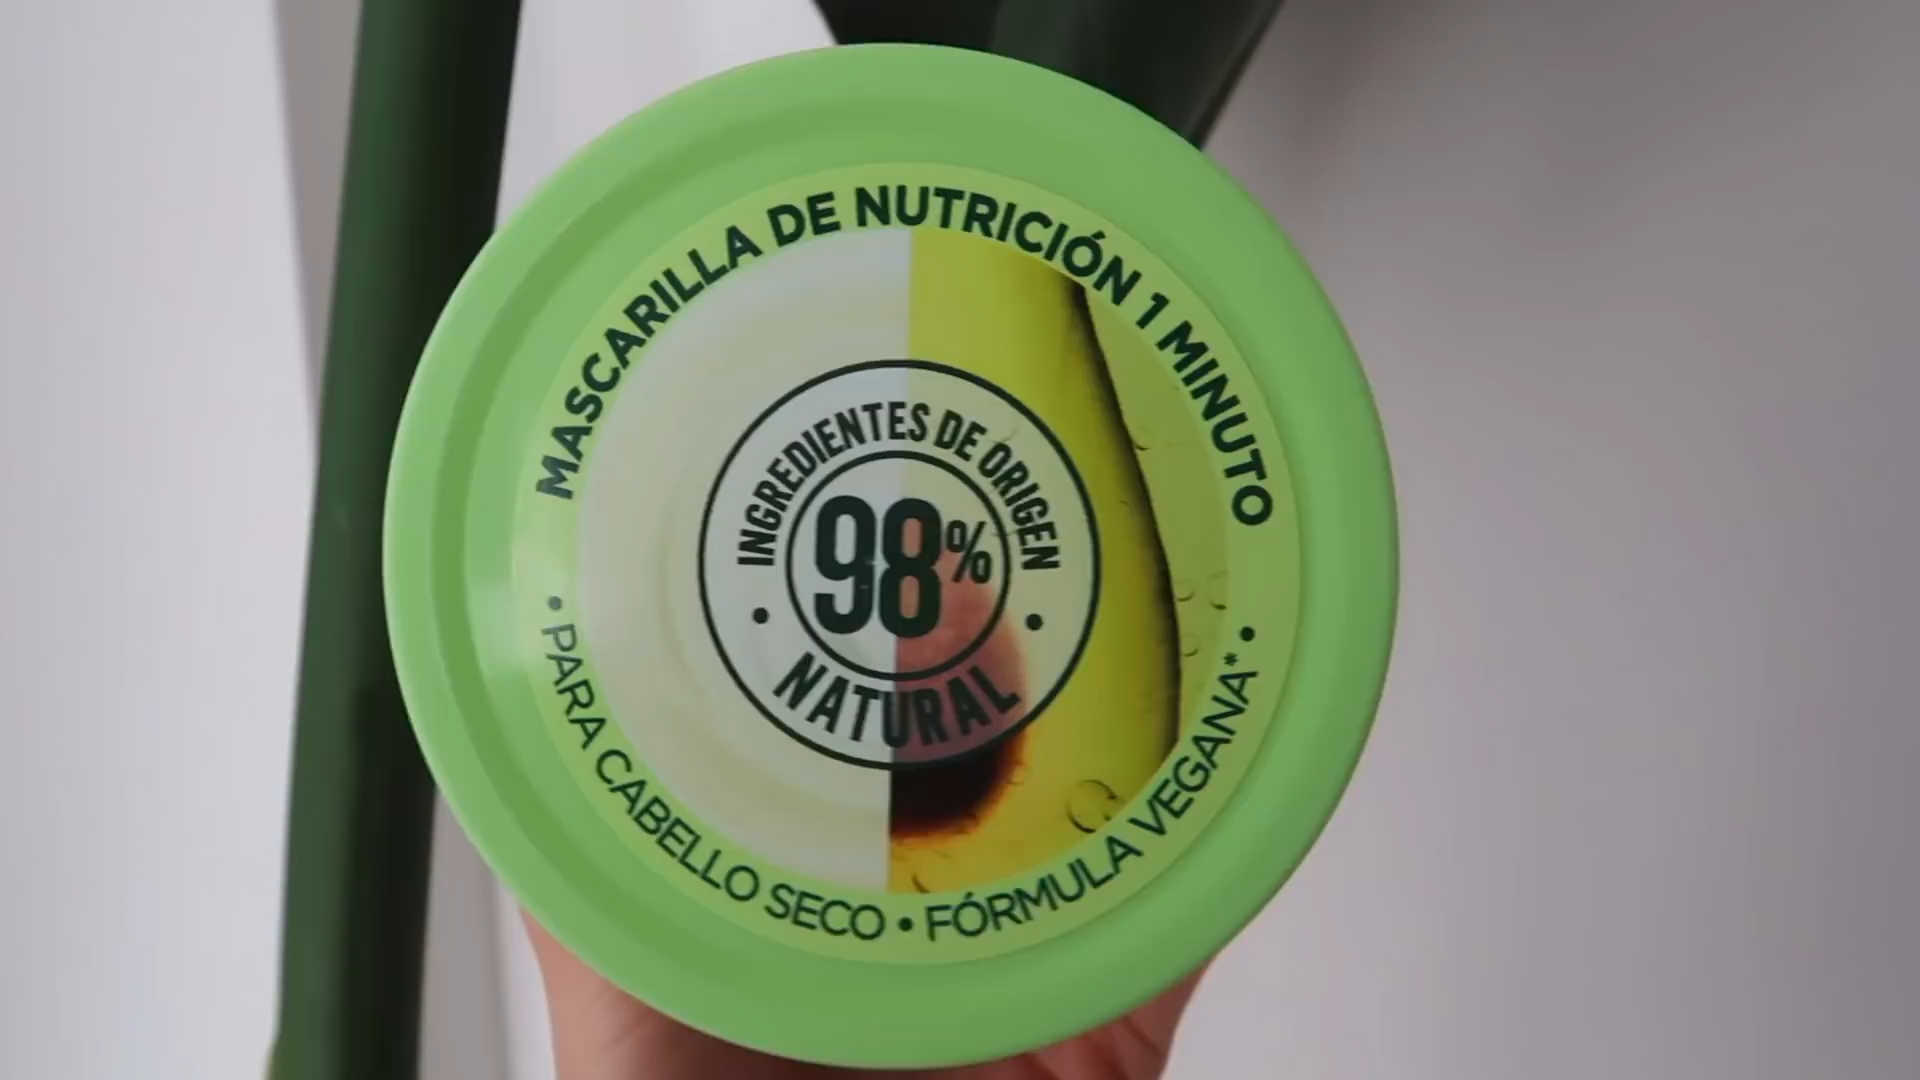 MASCARILLA DE NUTRICIÓN 1 MINUTO
INGREDIENTES DE ORIGEN
98%
• NATURAL •
• PARA CABELLO SECO • FÓRMULA VEGANA* •